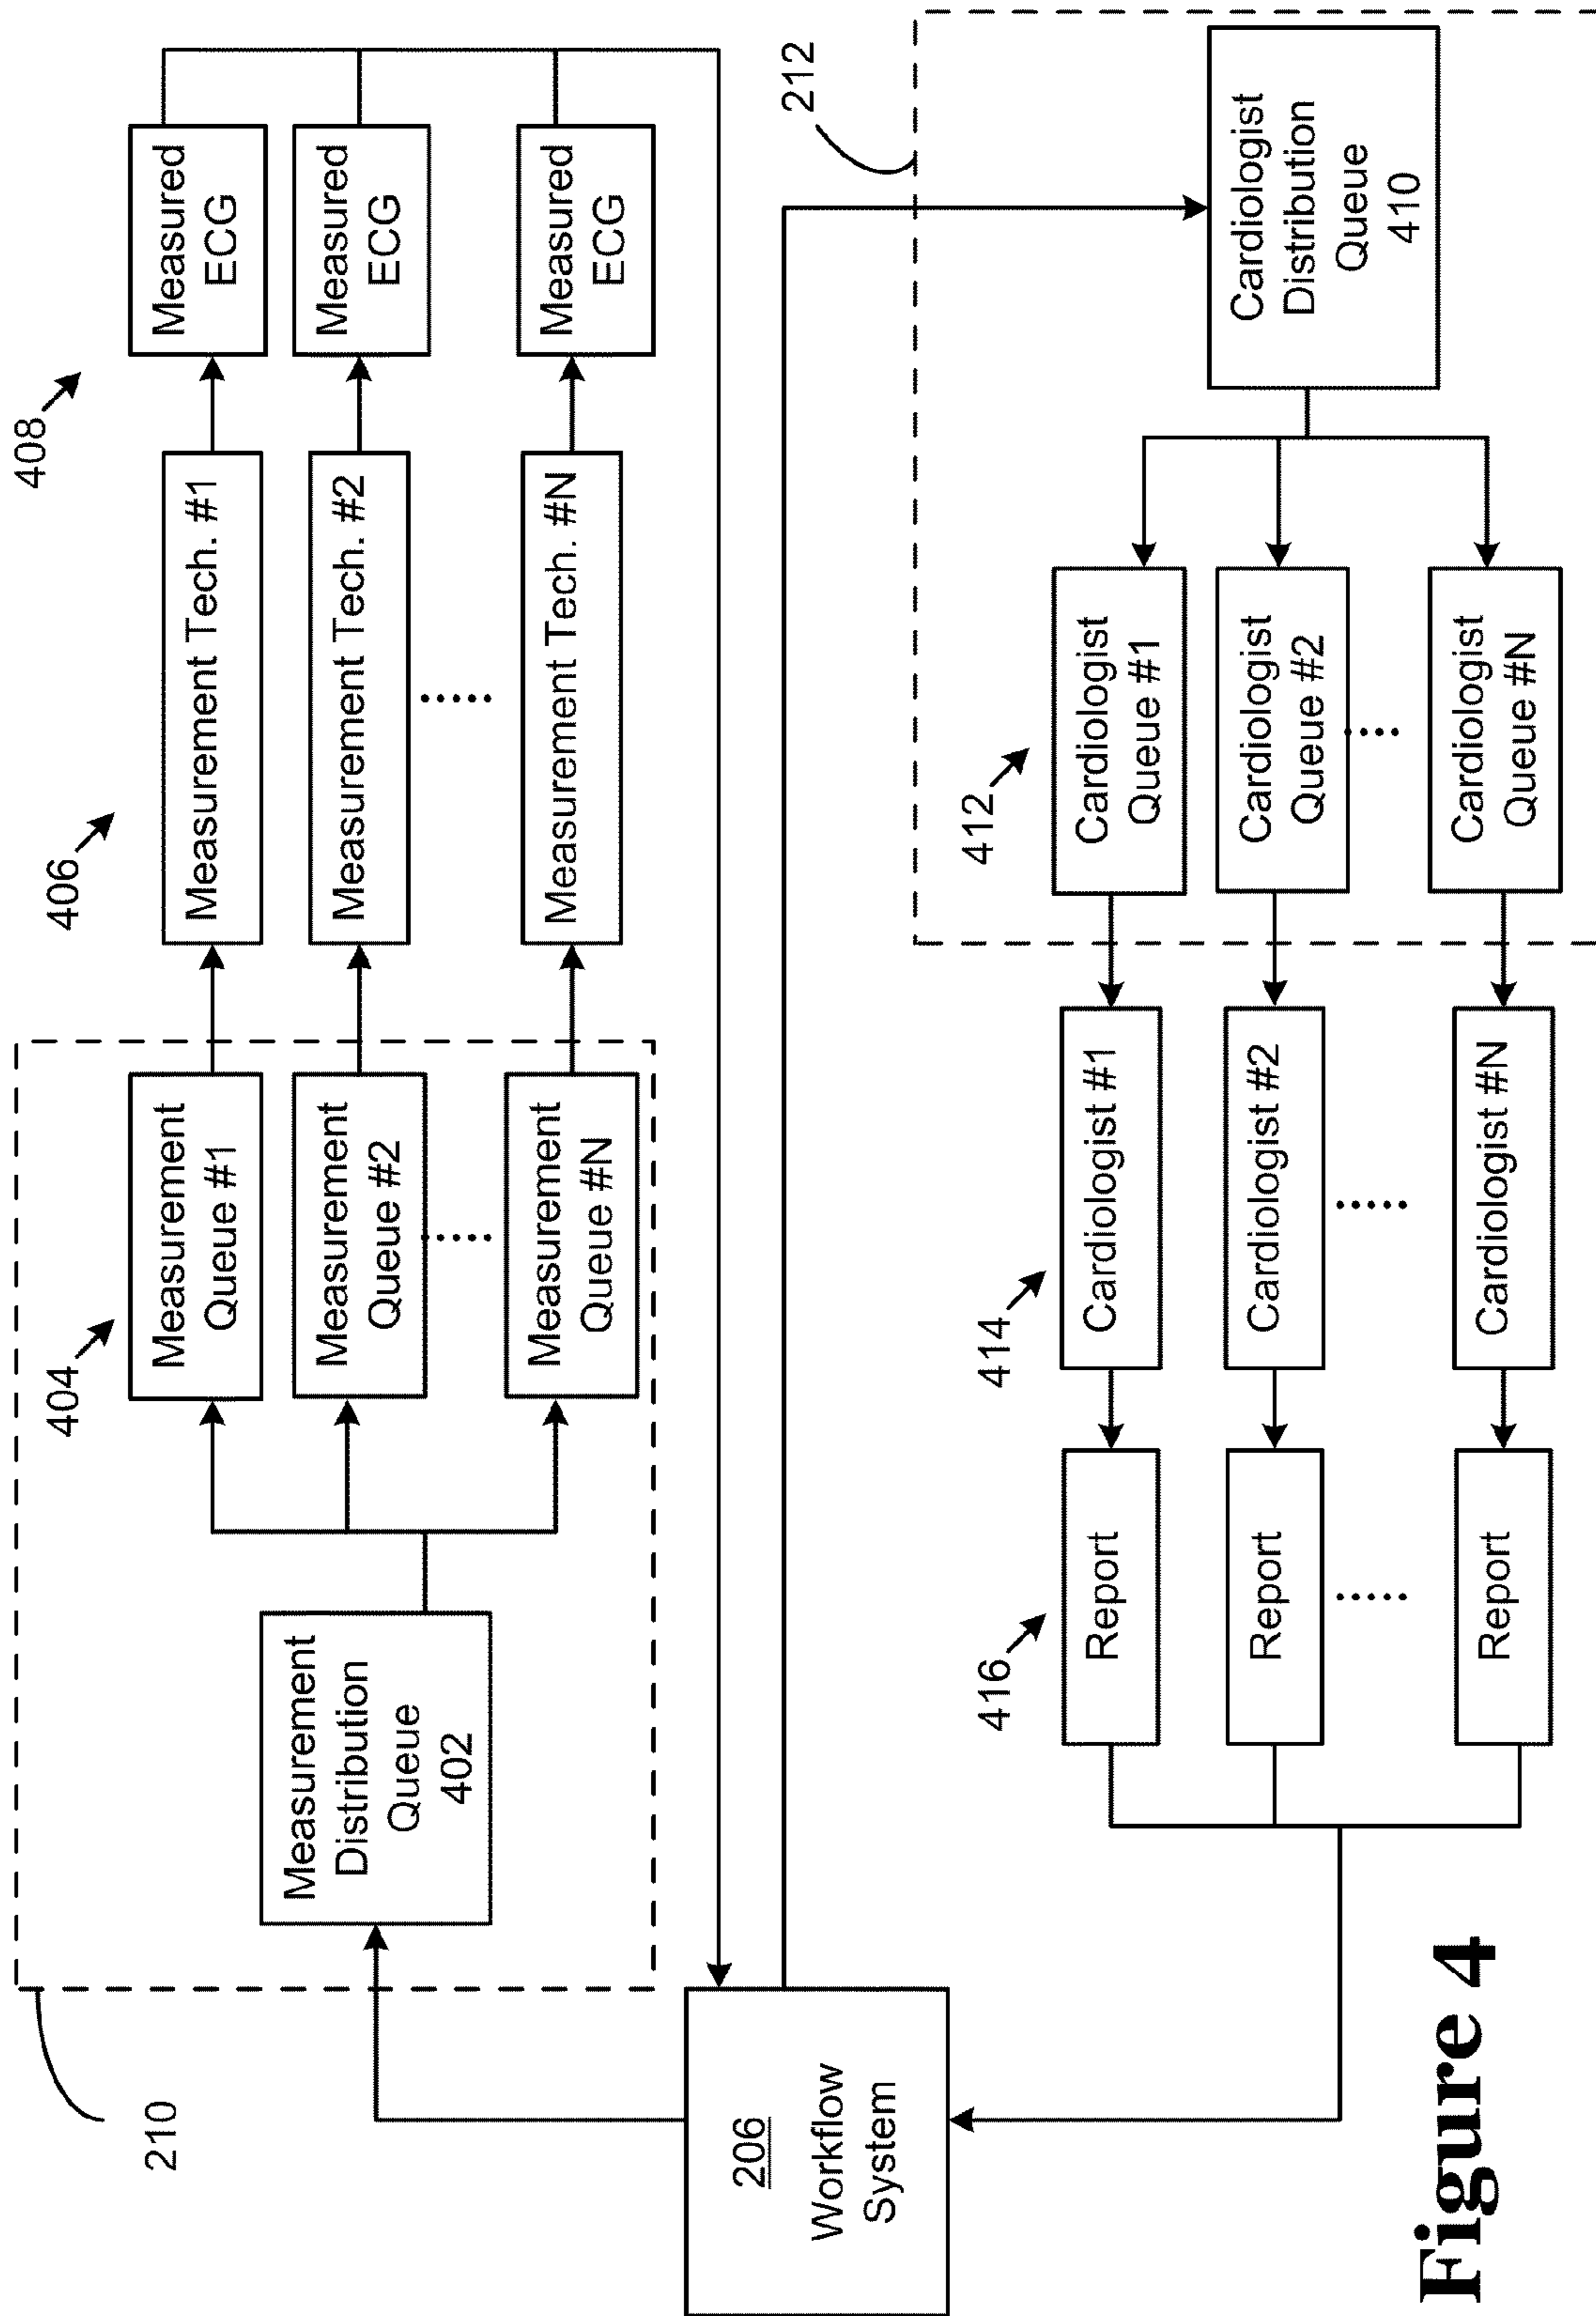 210
404
406
408
Measurement
Distribution
Queue
402
Measurement
Queue #1
Measurement
Queue #2
.....
Measurement
Queue #N
Measurement Tech. #1
Measurement Tech. #2
.....
Measurement Tech. #N
Measured
ECG
Measured
ECG
Measured
ECG
206
Workflow
System
212
416
414
412
Report
Report
.....
Report
Cardiologist #1
Cardiologist #2
.....
Cardiologist #N
Cardiologist
Queue #1
Cardiologist
Queue #2
....
Cardiologist
Queue #N
Cardiologist
Distribution
Queue
410
Figure 4